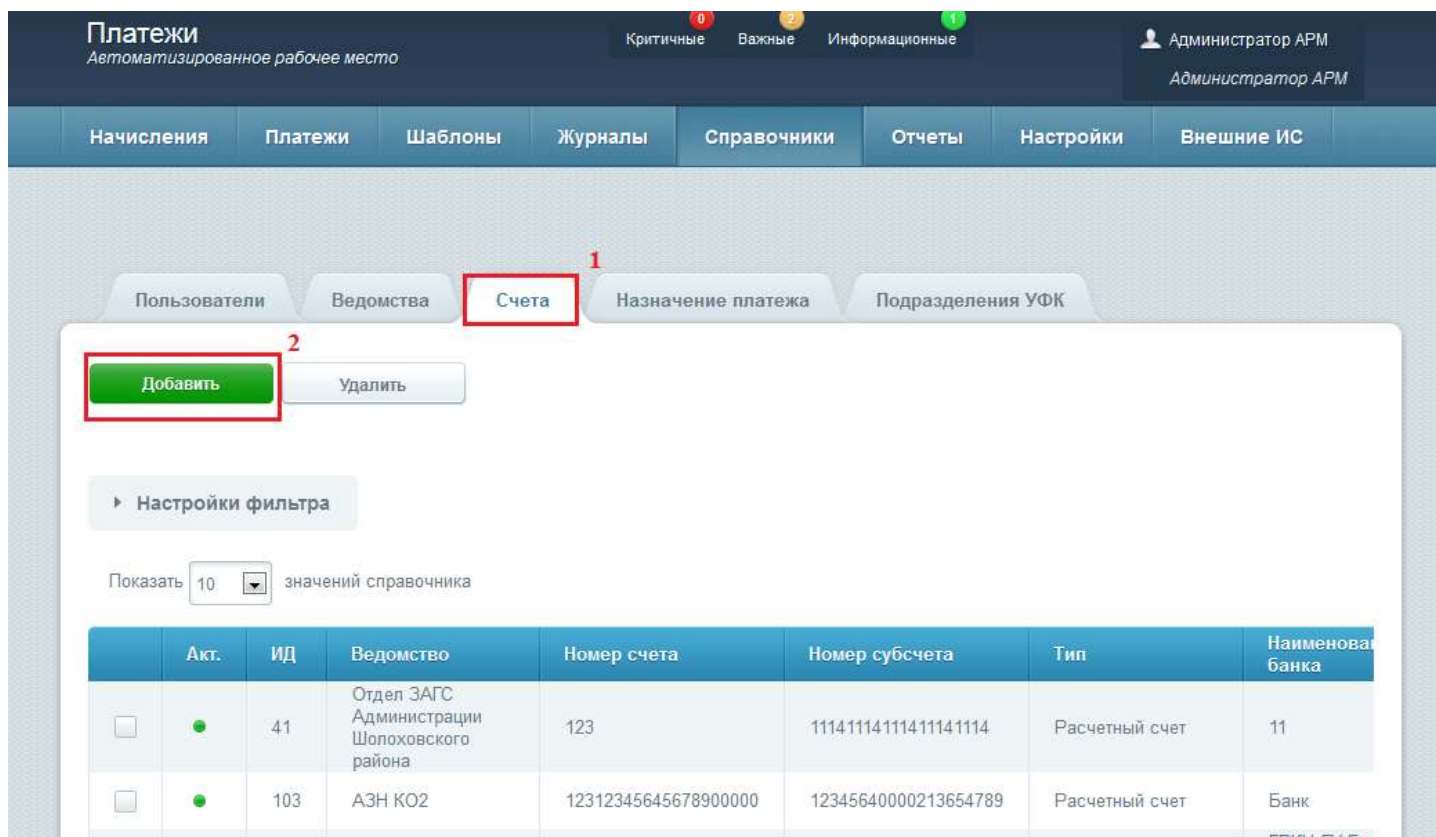 Платежи
Автоматизированное рабочее место
0 2 1
Критичные Важные Информационные
Администратор АРМ
Администратор АРМ
Начисления Платежи Шаблоны Журналы Справочники Отчеты Настройки Внешние ИС
1
Пользователи Ведомства Счета Назначение платежа Подразделения УФК
2
Добавить Удалить
Настройки фильтра
Показать 10 значений справочника
Акт. ИД Ведомство Номер счета Номер субсчета Тип Наименова
банка
Отдел ЗАГС
Администрации
Шолоховского
района
41 123 11141114111411141114 Расчетный счет 11
103 АЗН КО2 12312345645678900000 12345640000213654789 Расчетный счет Банк